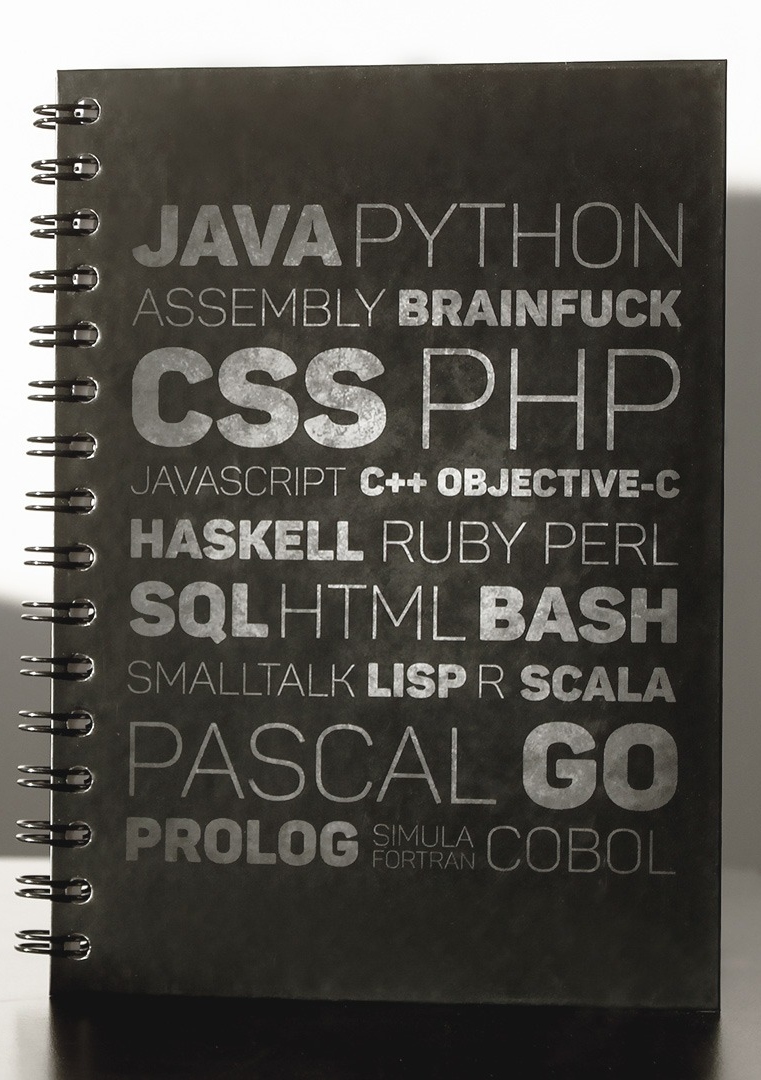 JAVA PYTHON
ASSEMBLY BRAINFUCK
CSS PHP
JAVASCRIPT C++ OBJECTIVE-C
HASKELL RUBY PERL
SQL HTML BASH
SMALLTALK LISP R SCALA
PASCAL GO
PROLOG SIMULA FORTRAN COBOL